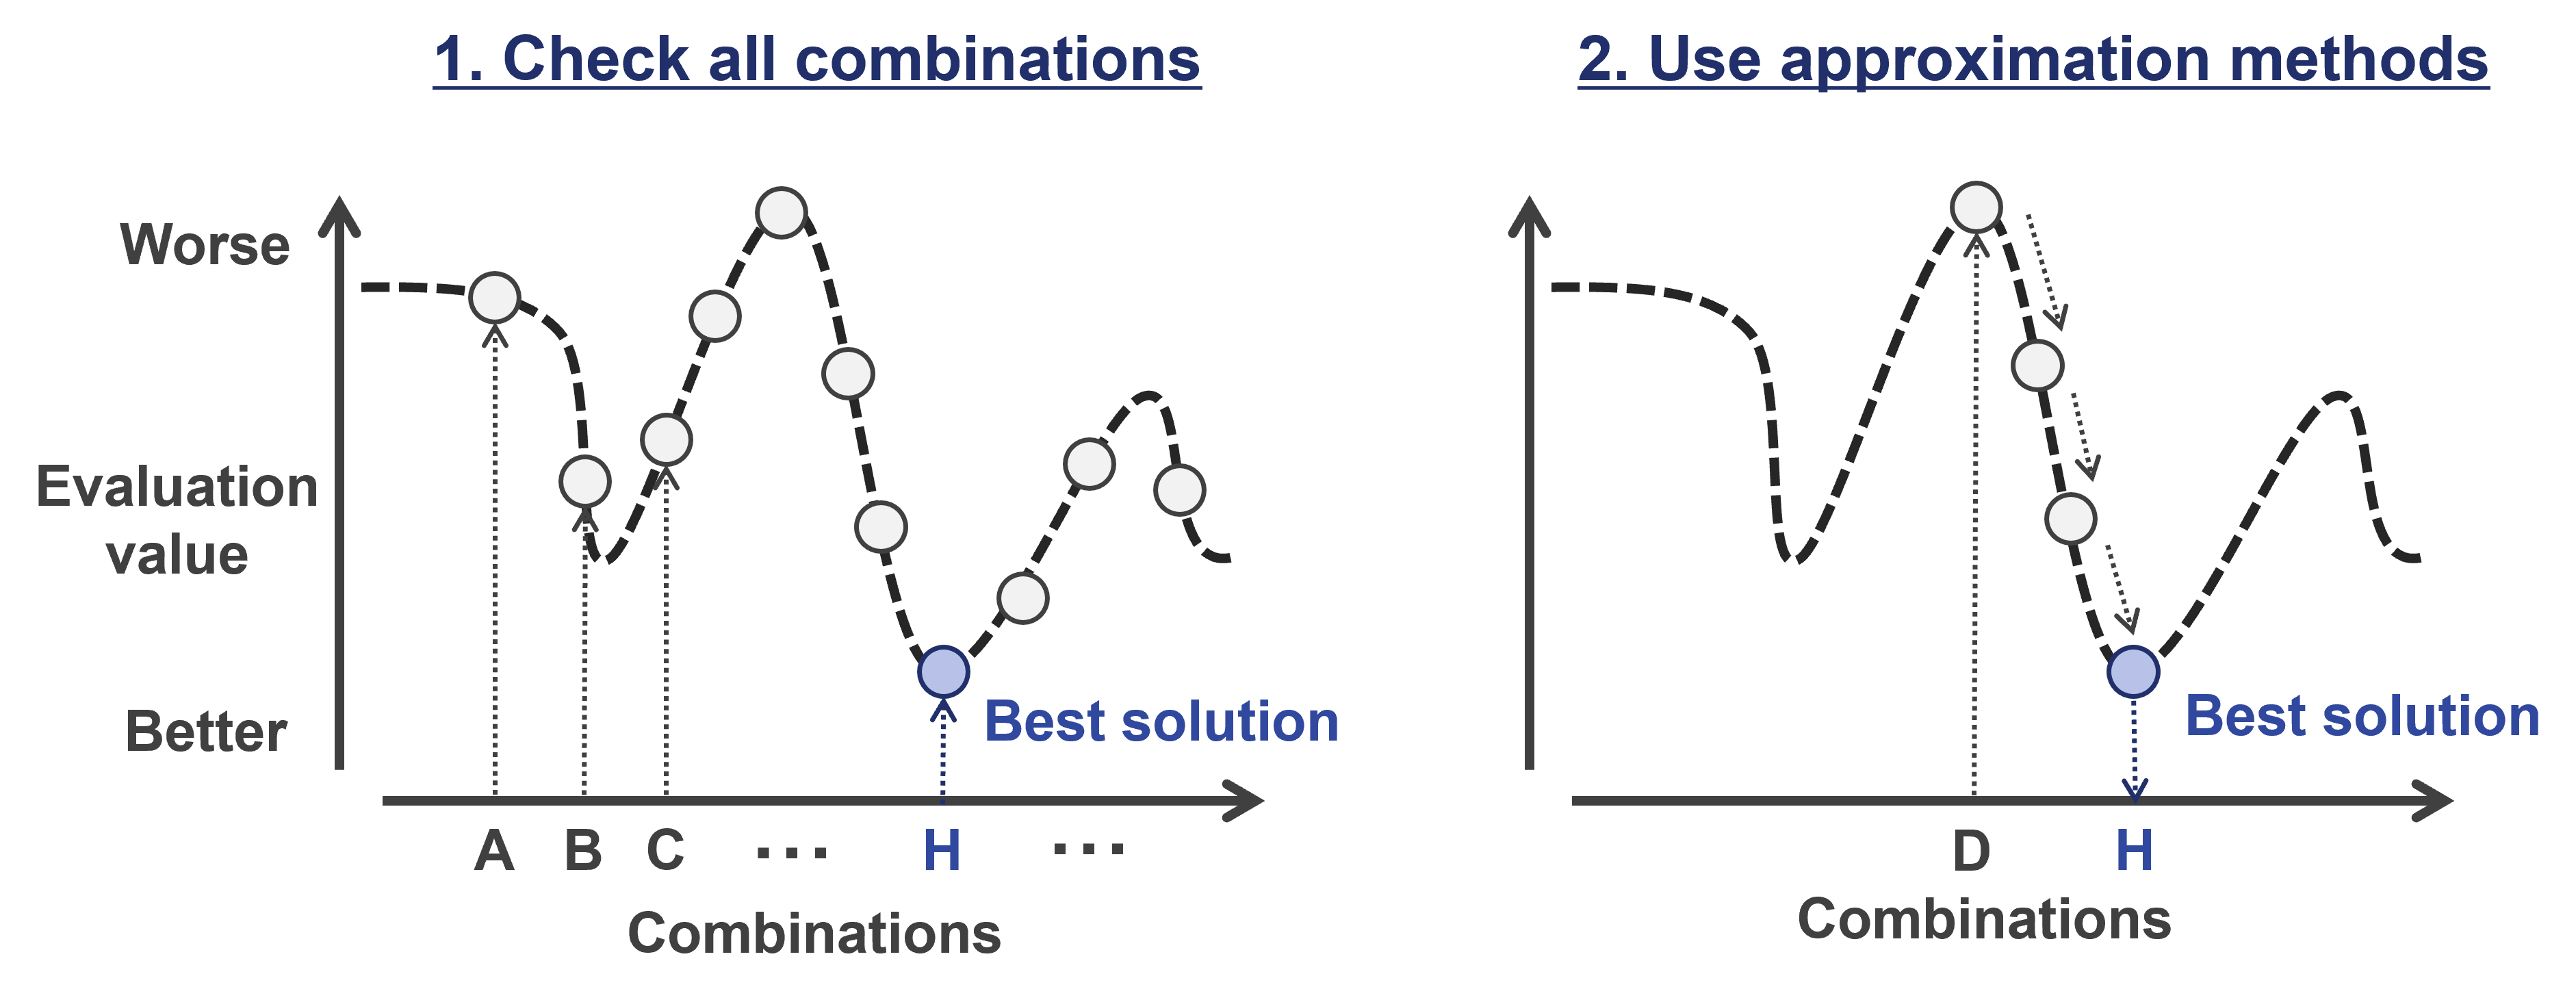 1. Check all combinations
Worse
Evaluation
value
Better
Best solution
A B C ... H ...
Combinations
2. Use approximation methods
Best solution
D H
Combinations